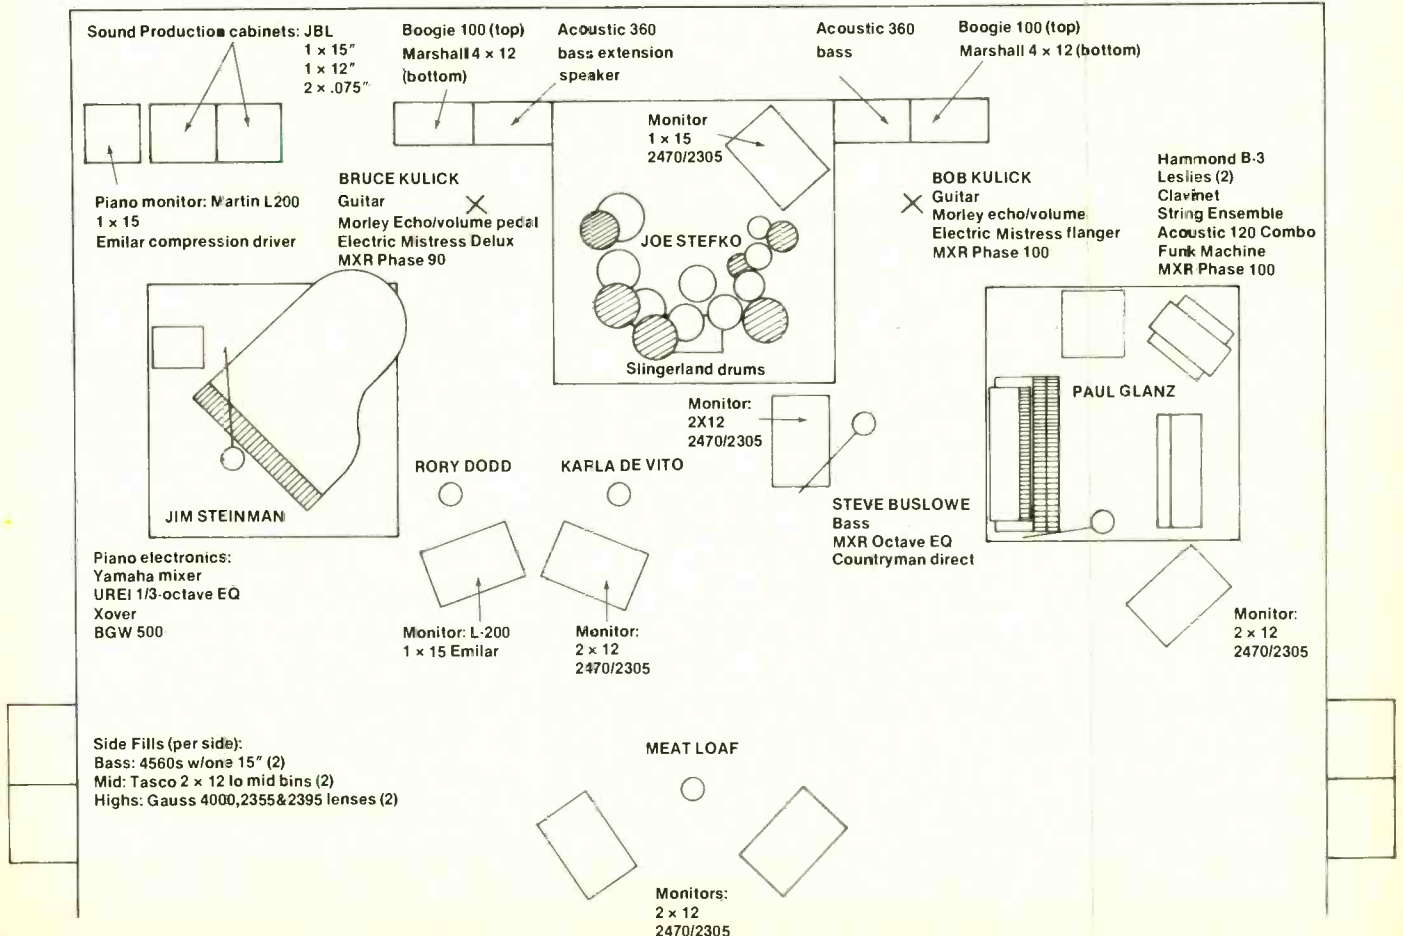 Sound Production cabinets: JBL
1 x 15"
1 x 12"
2 x .075"
Boogie 100 (top)
Marshall 4 x 12
(bottom)
Acoustic 360
bass extension
speaker
Acoustic 360
bass
Boogie 100 (top)
Marshall 4 x 12 (bottom)
Monitor
1 x 15
2470/2305
Piano monitor: Martin L200
1 x 15
Emilar compression driver
BRUCE KULICK
Guitar
Morley Echo/volume pedal
Electric Mistress Delux
MXR Phase 90
JOE STEFKO
Slingerland drums
BOB KULICK
Guitar
Morley echo/volume
Electric Mistress flanger
MXR Phase 100
Hammond B-3
Leslies (2)
Clavinet
String Ensemble
Acoustic 120 Combo
Funk Machine
MXR Phase 100
PAUL GLANZ
Monitor:
2X12
2470/2305
RORY DODD
KARLA DE VITO
JIM STEINMAN
STEVE BUSLOWE
Bass
MXR Octave EQ
Countryman direct
Piano electronics:
Yamaha mixer
UREI 1/3-octave EQ
Xover
BGW 500
Monitor: L-200
1 x 15 Emilar
Monitor:
2 x 12
2470/2305
Monitor:
2 x 12
2470/2305
Side Fills (per side):
Bass: 4560s w/one 15" (2)
Mid: Tasco 2 x 12 lo mid bins (2)
Highs: Gauss 4000,2355&2395 lenses (2)
MEAT LOAF
Monitors:
2 x 12
2470/2305